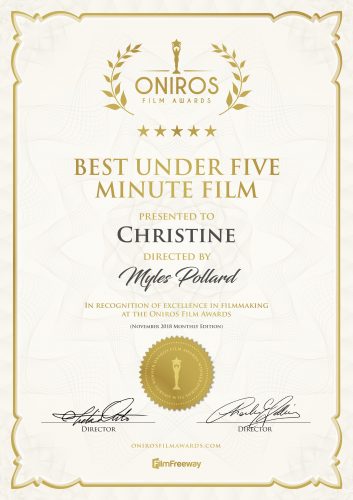 ONIROS
FILM AWARDS
BEST UNDER FIVE
MINUTE FILM
PRESENTED TO
CHRISTINE
DIRECTED BY
Myles Pollard
IN RECOGNITION OF EXCELLENCE IN FILMMAKING
AT THE ONIROS FILM AWARDS
(NOVEMBER 2018 MONTHLY EDITION)
DIRECTOR
DIRECTOR
ONIROSFILMAWARDS.COM
FilmFreeway